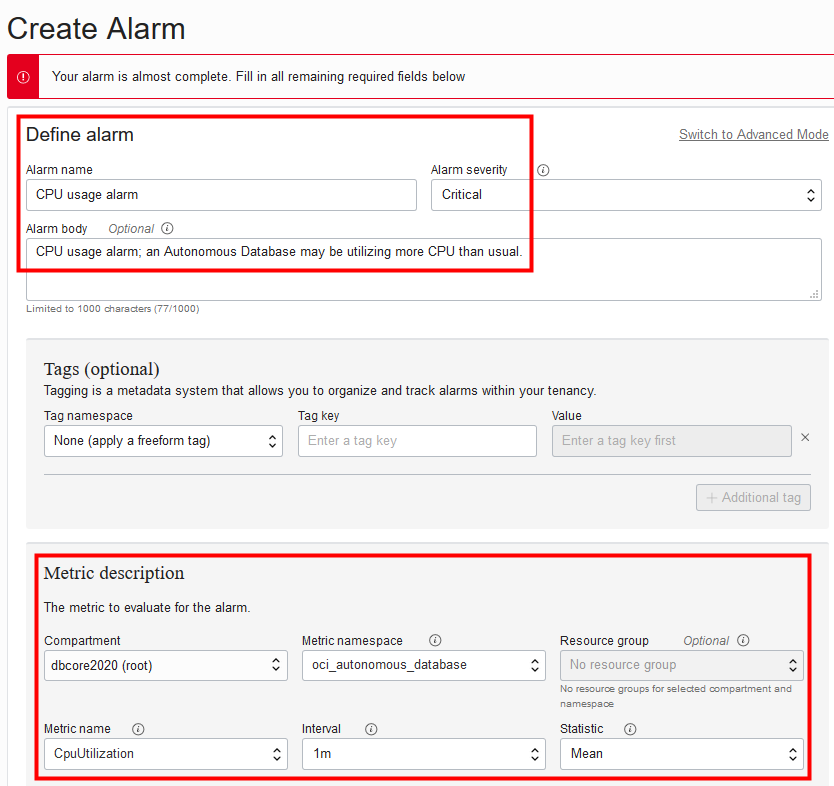 Create Alarm
Your alarm is almost complete. Fill in all remaining required fields below
Define alarm
Switch to Advanced Mode
Alarm name
Alarm severity
CPU usage alarm
Critical
Alarm body Optional
CPU usage alarm; an Autonomous Database may be utilizing more CPU than usual.
Limited to 1000 characters (77/1000)
Tags (optional)
Tagging is a metadata system that allows you to organize and track alarms within your tenancy.
Tag namespace
Tag key
Value
None (apply a freeform tag)
Enter a tag key
Enter a tag key first
+ Additional tag
Metric description
The metric to evaluate for the alarm.
Compartment
Metric namespace
Resource group Optional
dbcore2020 (root)
oci_autonomous_database
No resource group
No resource groups for selected compartment and
namespace
Metric name
Interval
Statistic
CpuUtilization
1m
Mean